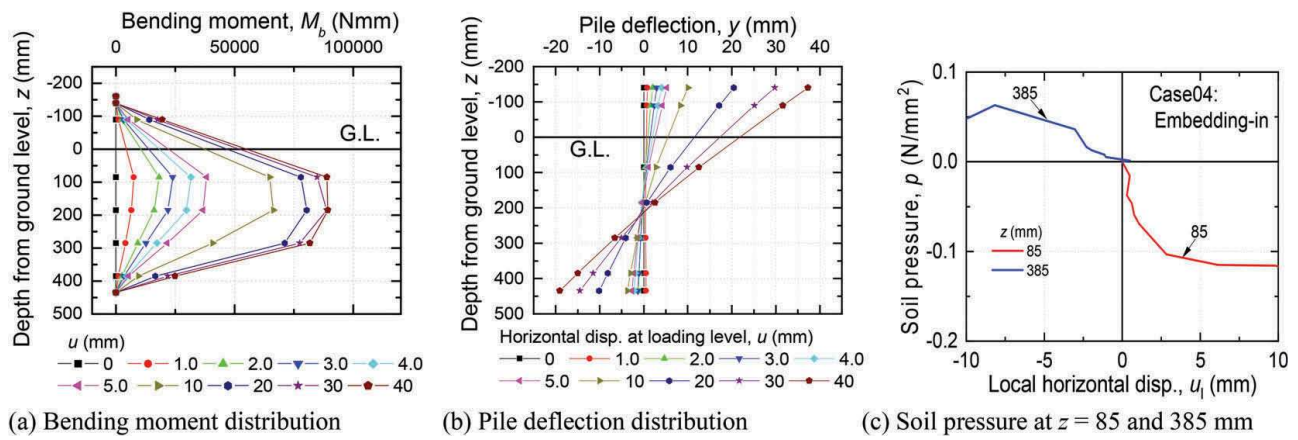 Bending moment, M_b (Nmm)
0 50000 100000
Depth from ground level, z (mm)
-200
-100
0
100
200
300
400
500
G.L.
u (mm)
0 1.0 2.0 3.0 4.0
5.0 10 20 30 40
(a) Bending moment distribution
Pile deflection, y (mm)
-20 -10 0 10 20 30 40
Depth from ground level, z (mm)
-200
-100
0
100
200
300
400
500
G.L.
Horizontal disp. at loading level, u (mm)
0 1.0 2.0 3.0 4.0
5.0 10 20 30 40
(b) Pile deflection distribution
Soil pressure, p (N/mm²)
0.1
0.0
-0.1
-0.2
385
Case04:
Embedding-in
z (mm)
85
385
85
-10 -5 0 5 10
Local horizontal disp., u_l (mm)
(c) Soil pressure at z = 85 and 385 mm